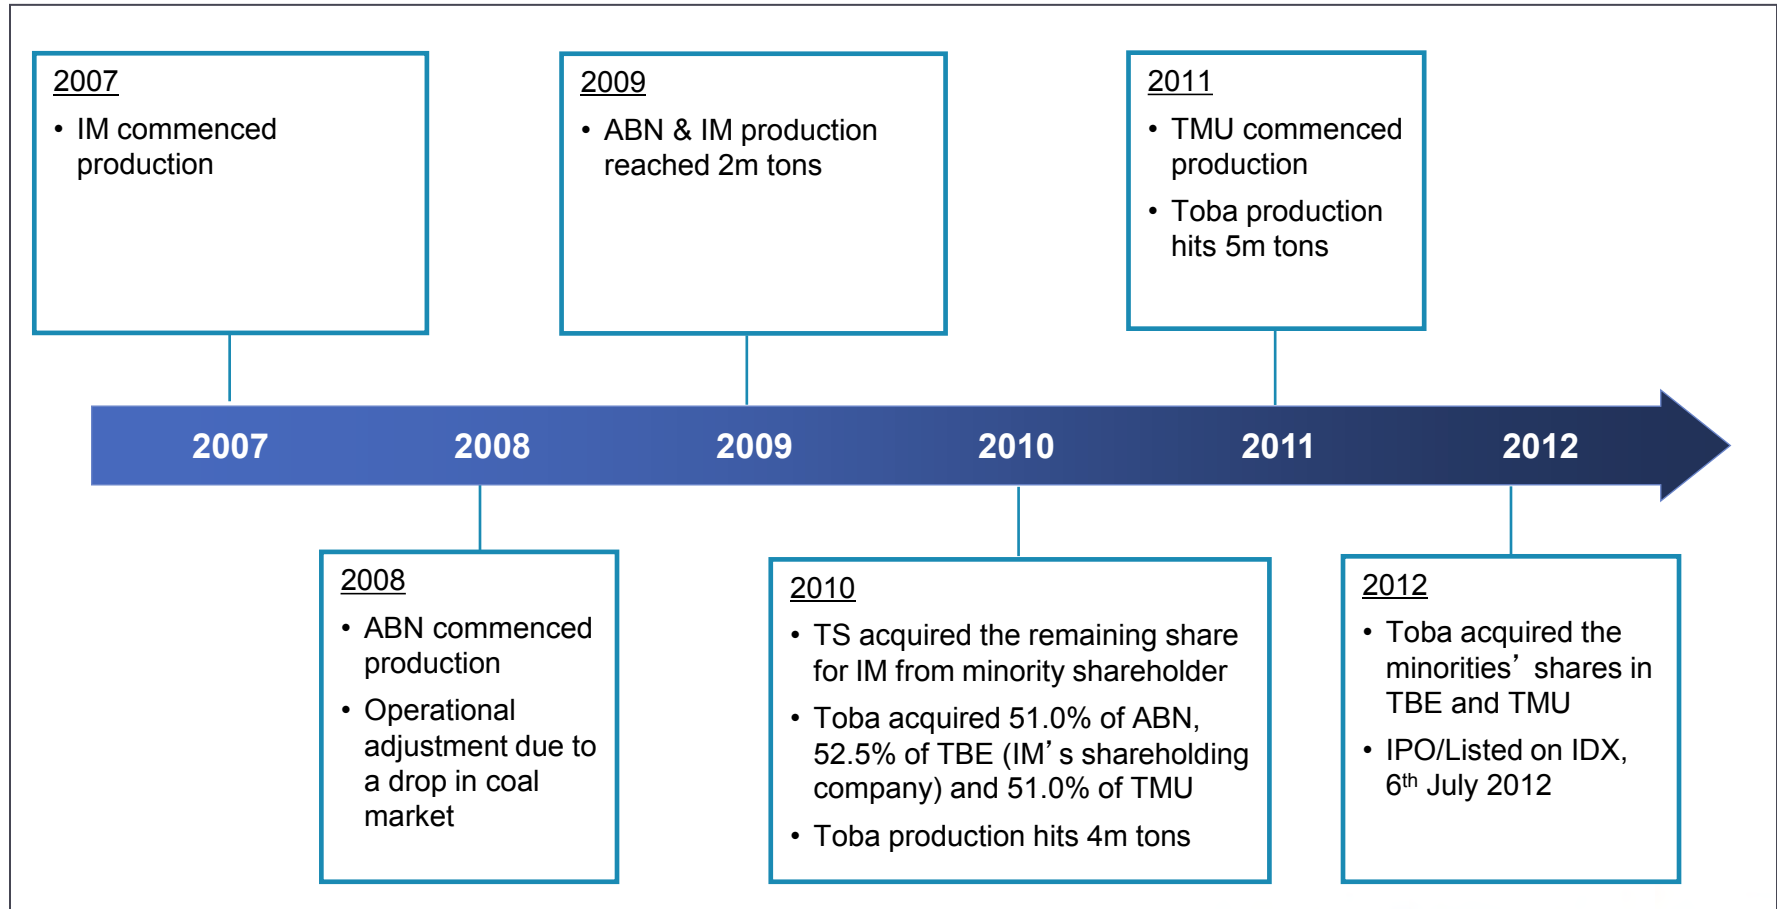 2007
• IM commenced
production
2009
• ABN & IM production
reached 2m tons
2011
• TMU commenced
production
• Toba production
hits 5m tons
2007 2008 2009 2010 2011 2012
2008
• ABN commenced
production
• Operational
adjustment due to
a drop in coal
market
2010
• TS acquired the remaining share
for IM from minority shareholder
• Toba acquired 51.0% of ABN,
52.5% of TBE (IM’s shareholding
company) and 51.0% of TMU
• Toba production hits 4m tons
2012
• Toba acquired the
minorities’ shares in
TBE and TMU
• IPO/Listed on IDX,
6th July 2012